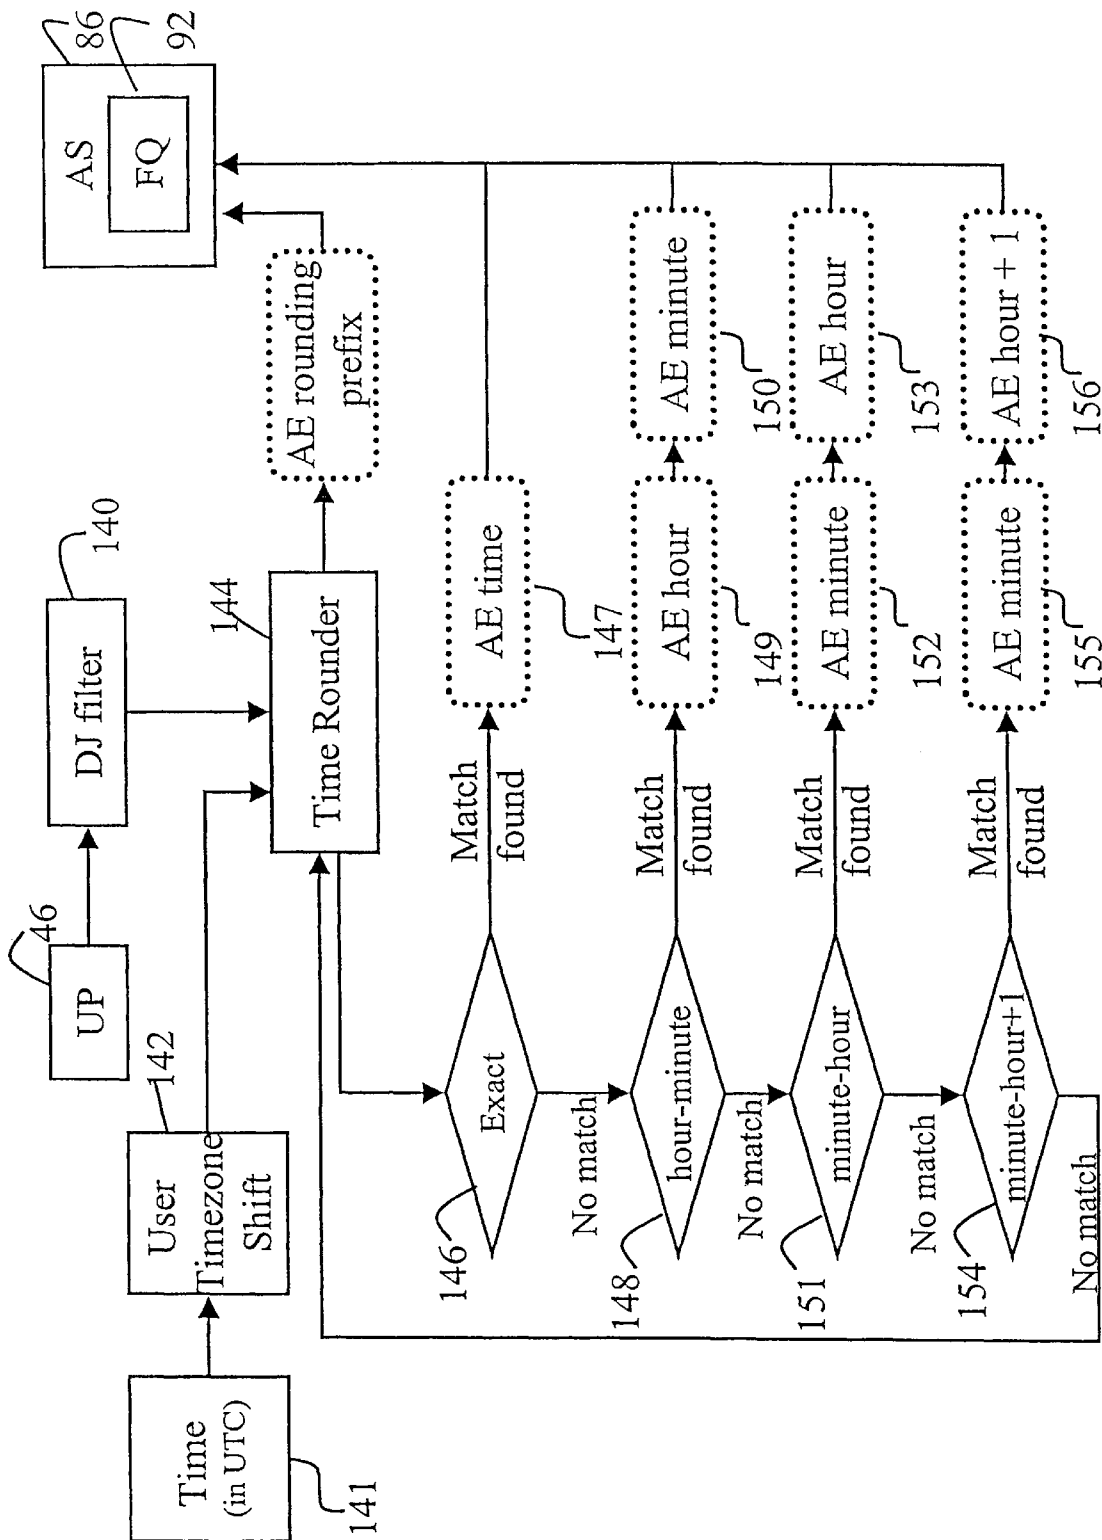 Time
(in UTC)
141
User
Timezone
Shift
142
UP
46
DJ filter
140
Time Rounder
144
AE rounding
prefix
AS
FQ
86
92
Exact
146
Match
found
AE time
147
No match
hour-minute
148
Match
found
AE hour
149
AE minute
150
No match
minute-hour
151
Match
found
AE minute
152
AE hour
153
No match
minute-hour+1
154
Match
found
AE minute
155
AE hour + 1
156
No match